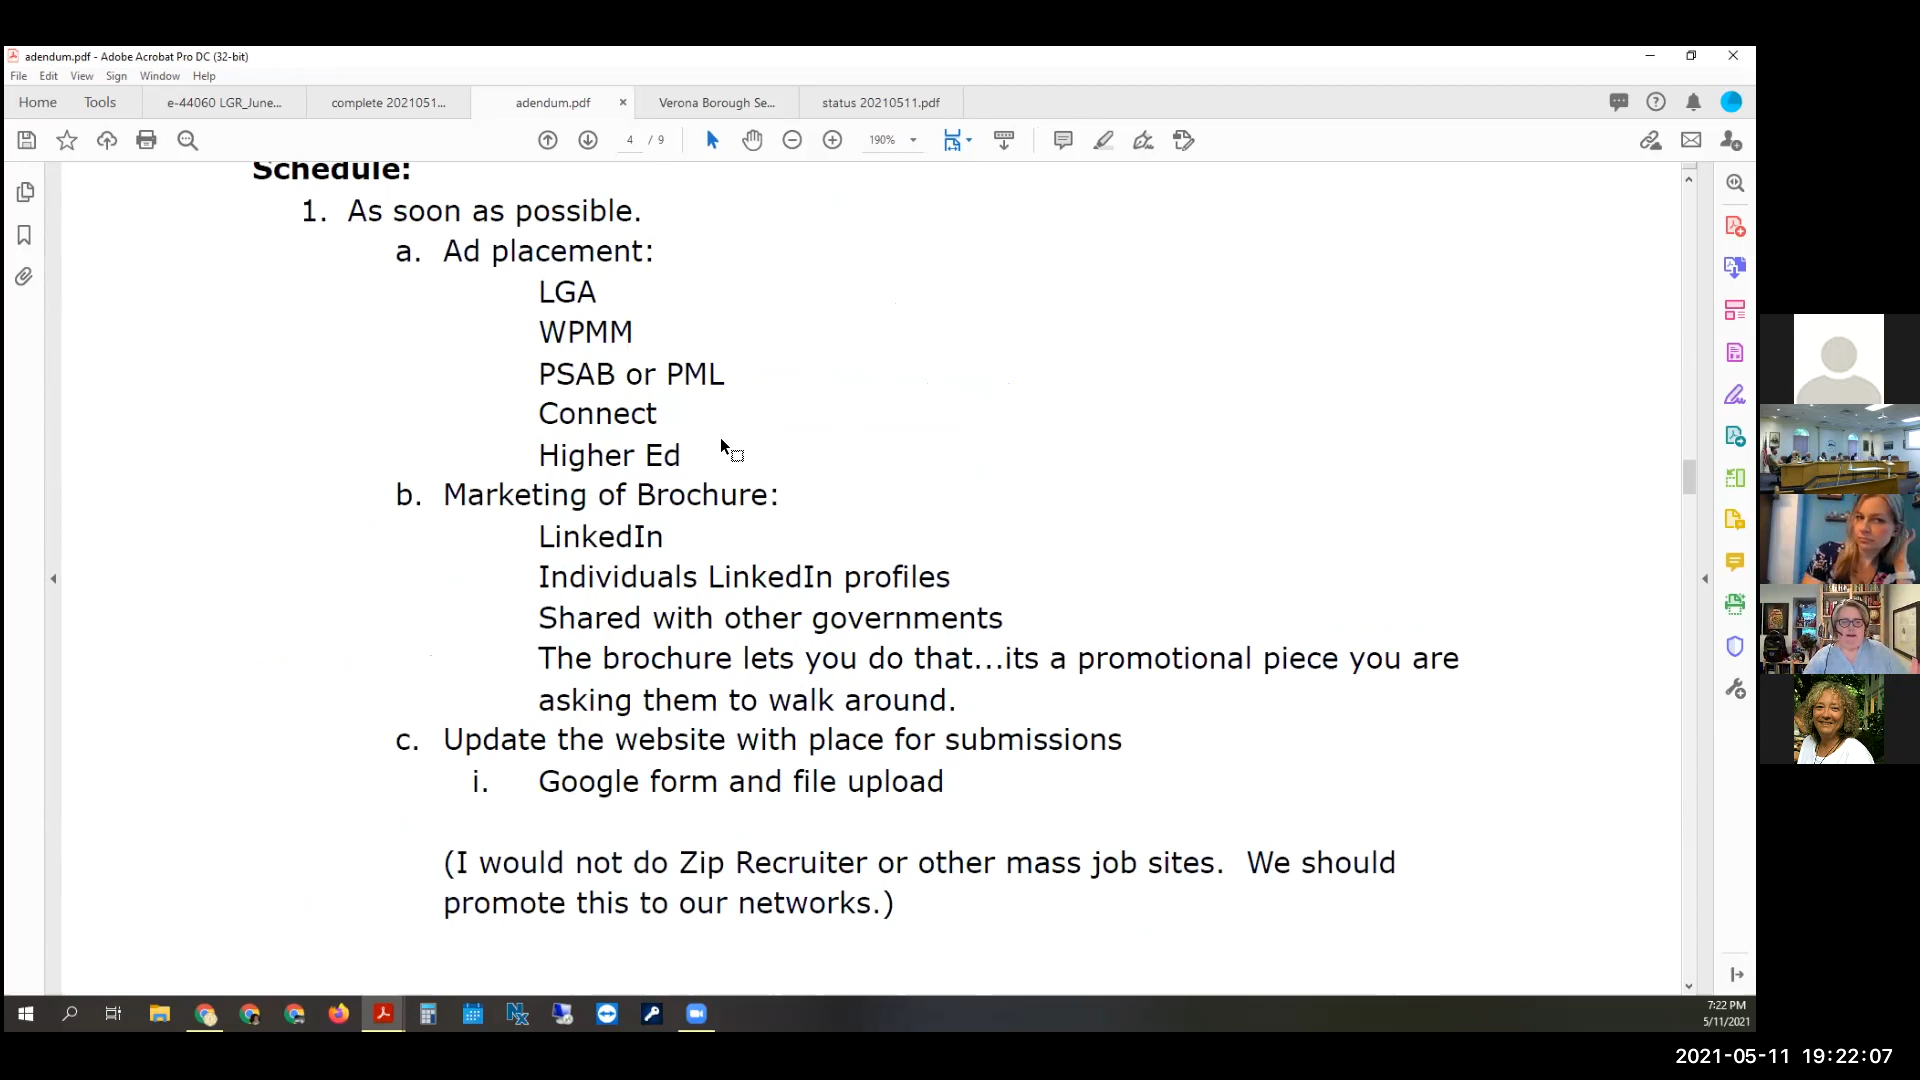 adendum.pdf - Adobe Acrobat Pro DC (32-bit)
File Edit View Sign Window Help
Home Tools e-44060 LGR_June... complete 2021051... adendum.pdf × Verona Borough Se... status 20210511.pdf
4 / 9 190%
Schedule:
1. As soon as possible.
a. Ad placement:
LGA
WPMM
PSAB or PML
Connect
Higher Ed
b. Marketing of Brochure:
LinkedIn
Individuals LinkedIn profiles
Shared with other governments
The brochure lets you do that...its a promotional piece you are
asking them to walk around.
c. Update the website with place for submissions
i. Google form and file upload
(I would not do Zip Recruiter or other mass job sites. We should
promote this to our networks.)
7:22 PM
5/11/2021
2021-05-11 19:22:07